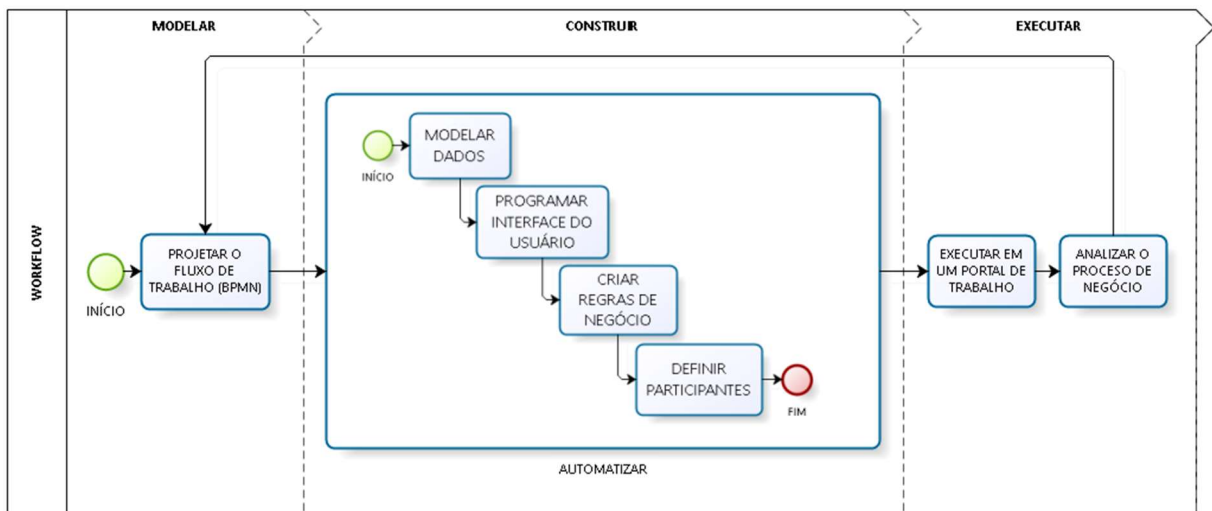 MODELAR
CONSTRUIR
EXECUTAR
WORKFLOW
INÍCIO
PROJETAR O
FLUXO DE
TRABALHO (BPMN)
INÍCIO
MODELAR
DADOS
PROGRAMAR
INTERFACE DO
USUÁRIO
CRIAR
REGRAS DE
NEGÓCIO
DEFINIR
PARTICIPANTES
FIM
AUTOMATIZAR
EXECUTAR EM
UM PORTAL DE
TRABALHO
ANALIZAR O
PROCESO DE
NEGÓCIO